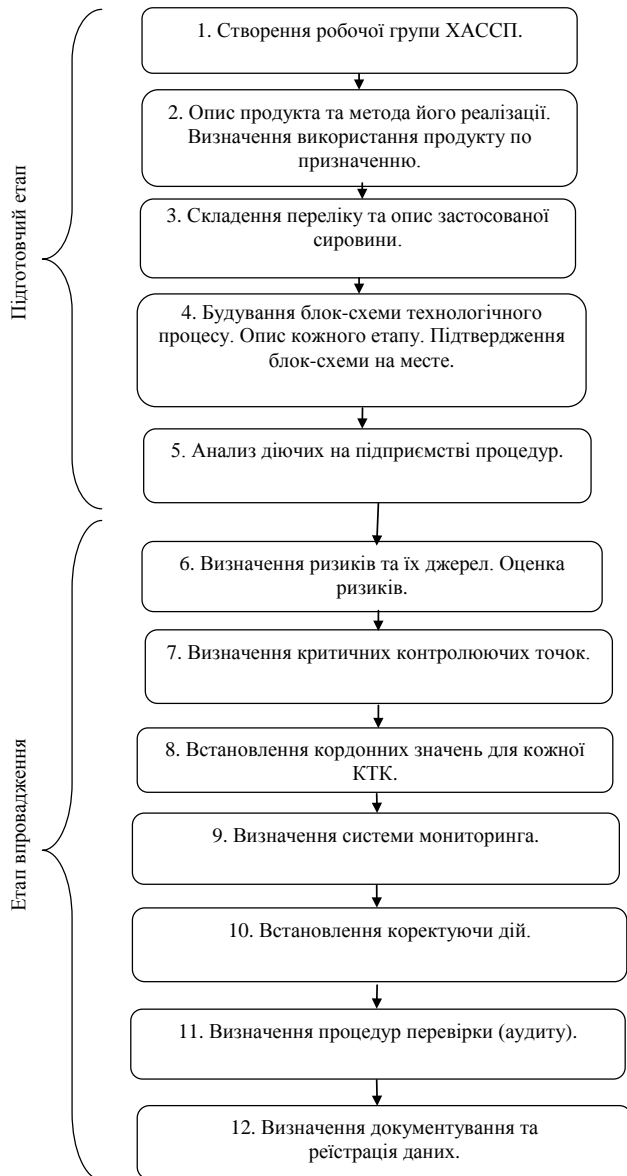 Підготовчий етап
1. Створення робочої групи ХАССП.
2. Опис продукта та метода його реалізації.
Визначення використання продукту по
призначенню.
3. Складення переліку та опис застосованої
сировини.
4. Будування блок-схеми технологічного
процесу. Опис кожного етапу. Підтвердження
блок-схеми на месте.
5. Анализ діючих на підприємстві процедур.
Етап впровадження
6. Визначення ризиків та їх джерел. Оценка
ризиків.
7. Визначення критичних контролюючих точок.
8. Встановлення кордонних значень для кожної
КТК.
9. Визначення системи мониторинга.
10. Встановлення коректуючи дій.
11. Визначення процедур перевірки (аудиту).
12. Визначення документування та
реїстрація даних.